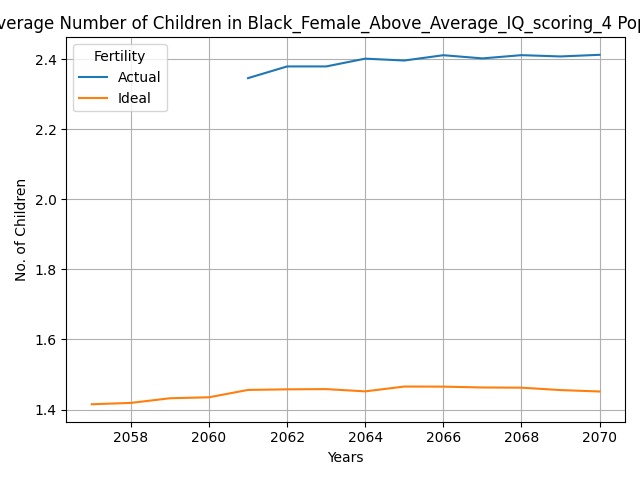 verage Number of Children in Black_Female_Above_Average_IQ_scoring_4 Pop
Fertility
Actual
Ideal
2.4
2.2
2.0
1.8
1.6
1.4
No. of Children
2058 2060 2062 2064 2066 2068 2070
Years